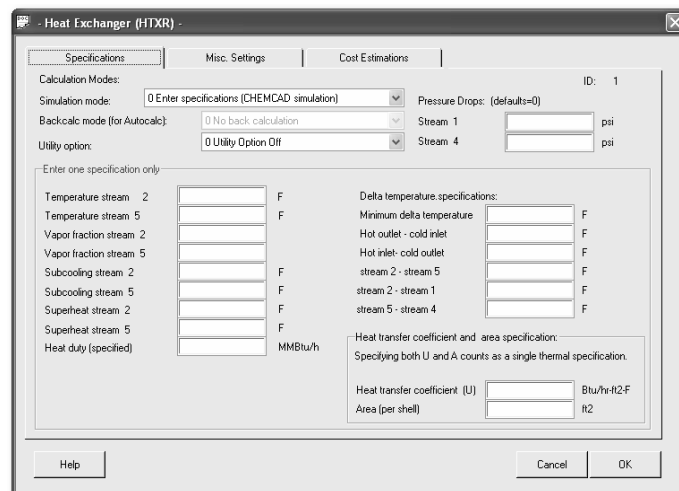 - Heat Exchanger (HTXR) -
Specifications
Misc. Settings
Cost Estimations
Calculation Modes:
ID: 1
Simulation mode:
0 Enter specifications (CHEMCAD simulation)
Pressure Drops: (defaults=0)
Backcalc mode (for Autocalc):
0 No back calculation
Stream 1
psi
Utility option:
0 Utility Option Off
Stream 4
psi
Enter one specification only
Temperature stream 2
F
Temperature stream 5
F
Vapor fraction stream 2
Vapor fraction stream 5
Subcooling stream 2
F
Subcooling stream 5
F
Superheat stream 2
F
Superheat stream 5
F
Heat duty (specified)
MMBtu/h
Delta temperature.specifications:
Minimum delta temperature
F
Hot outlet - cold inlet
F
Hot inlet- cold outlet
F
stream 2 - stream 5
F
stream 2 - stream 1
F
stream 5 - stream 4
F
Heat transfer coefficient and area specification:
Specifying both U and A counts as a single thermal specification.
Heat transfer coefficient (U)
Btu/hr-ft2-F
Area (per shell)
ft2
Help
Cancel
OK